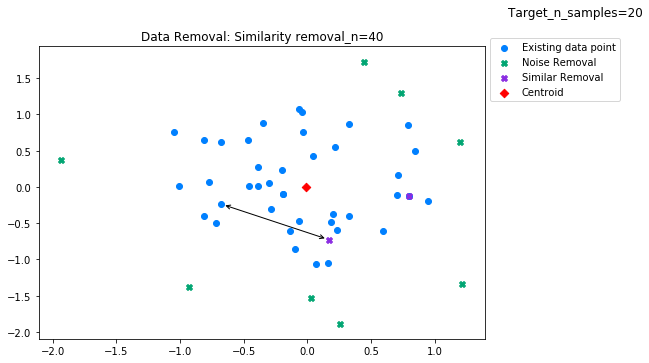 Target_n_samples=20
Data Removal: Similarity removal_n=40
Existing data point
Noise Removal
Similar Removal
Centroid
1.5
1.0
0.5
0.0
−0.5
−1.0
−1.5
−2.0
−2.0 −1.5 −1.0 −0.5 0.0 0.5 1.0